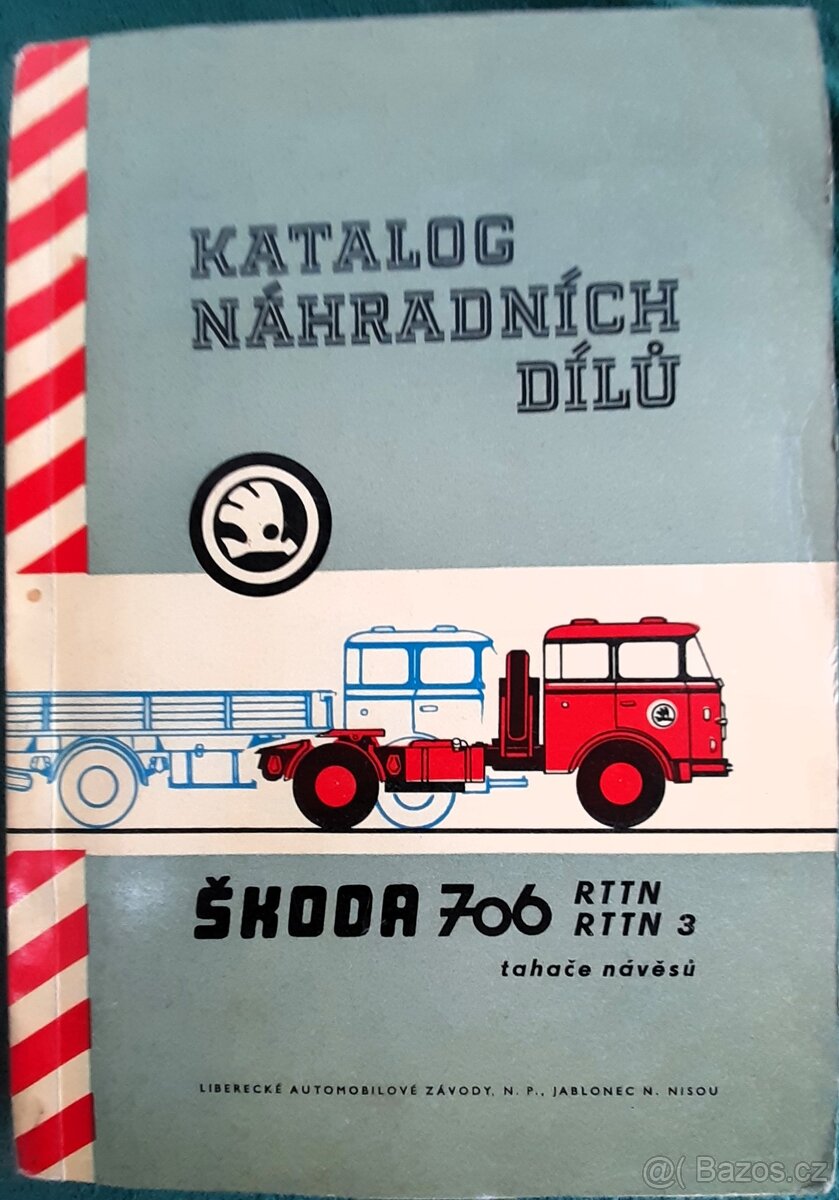 KATALOG
NÁHRADNÍCH
DÍLŮ
ŠKODA 706 RTTN
RTTN 3
tahače návěsů
LIBERECKÉ AUTOMOBILOVÉ ZÁVODY, N. P., JABLONEC N. NISOU
@( Bazos.cz